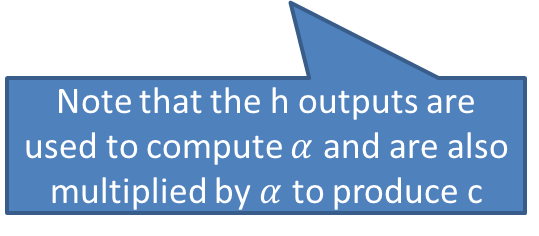 Note that the h outputs are
used to compute 𝛼 and are also
multiplied by 𝛼 to produce c